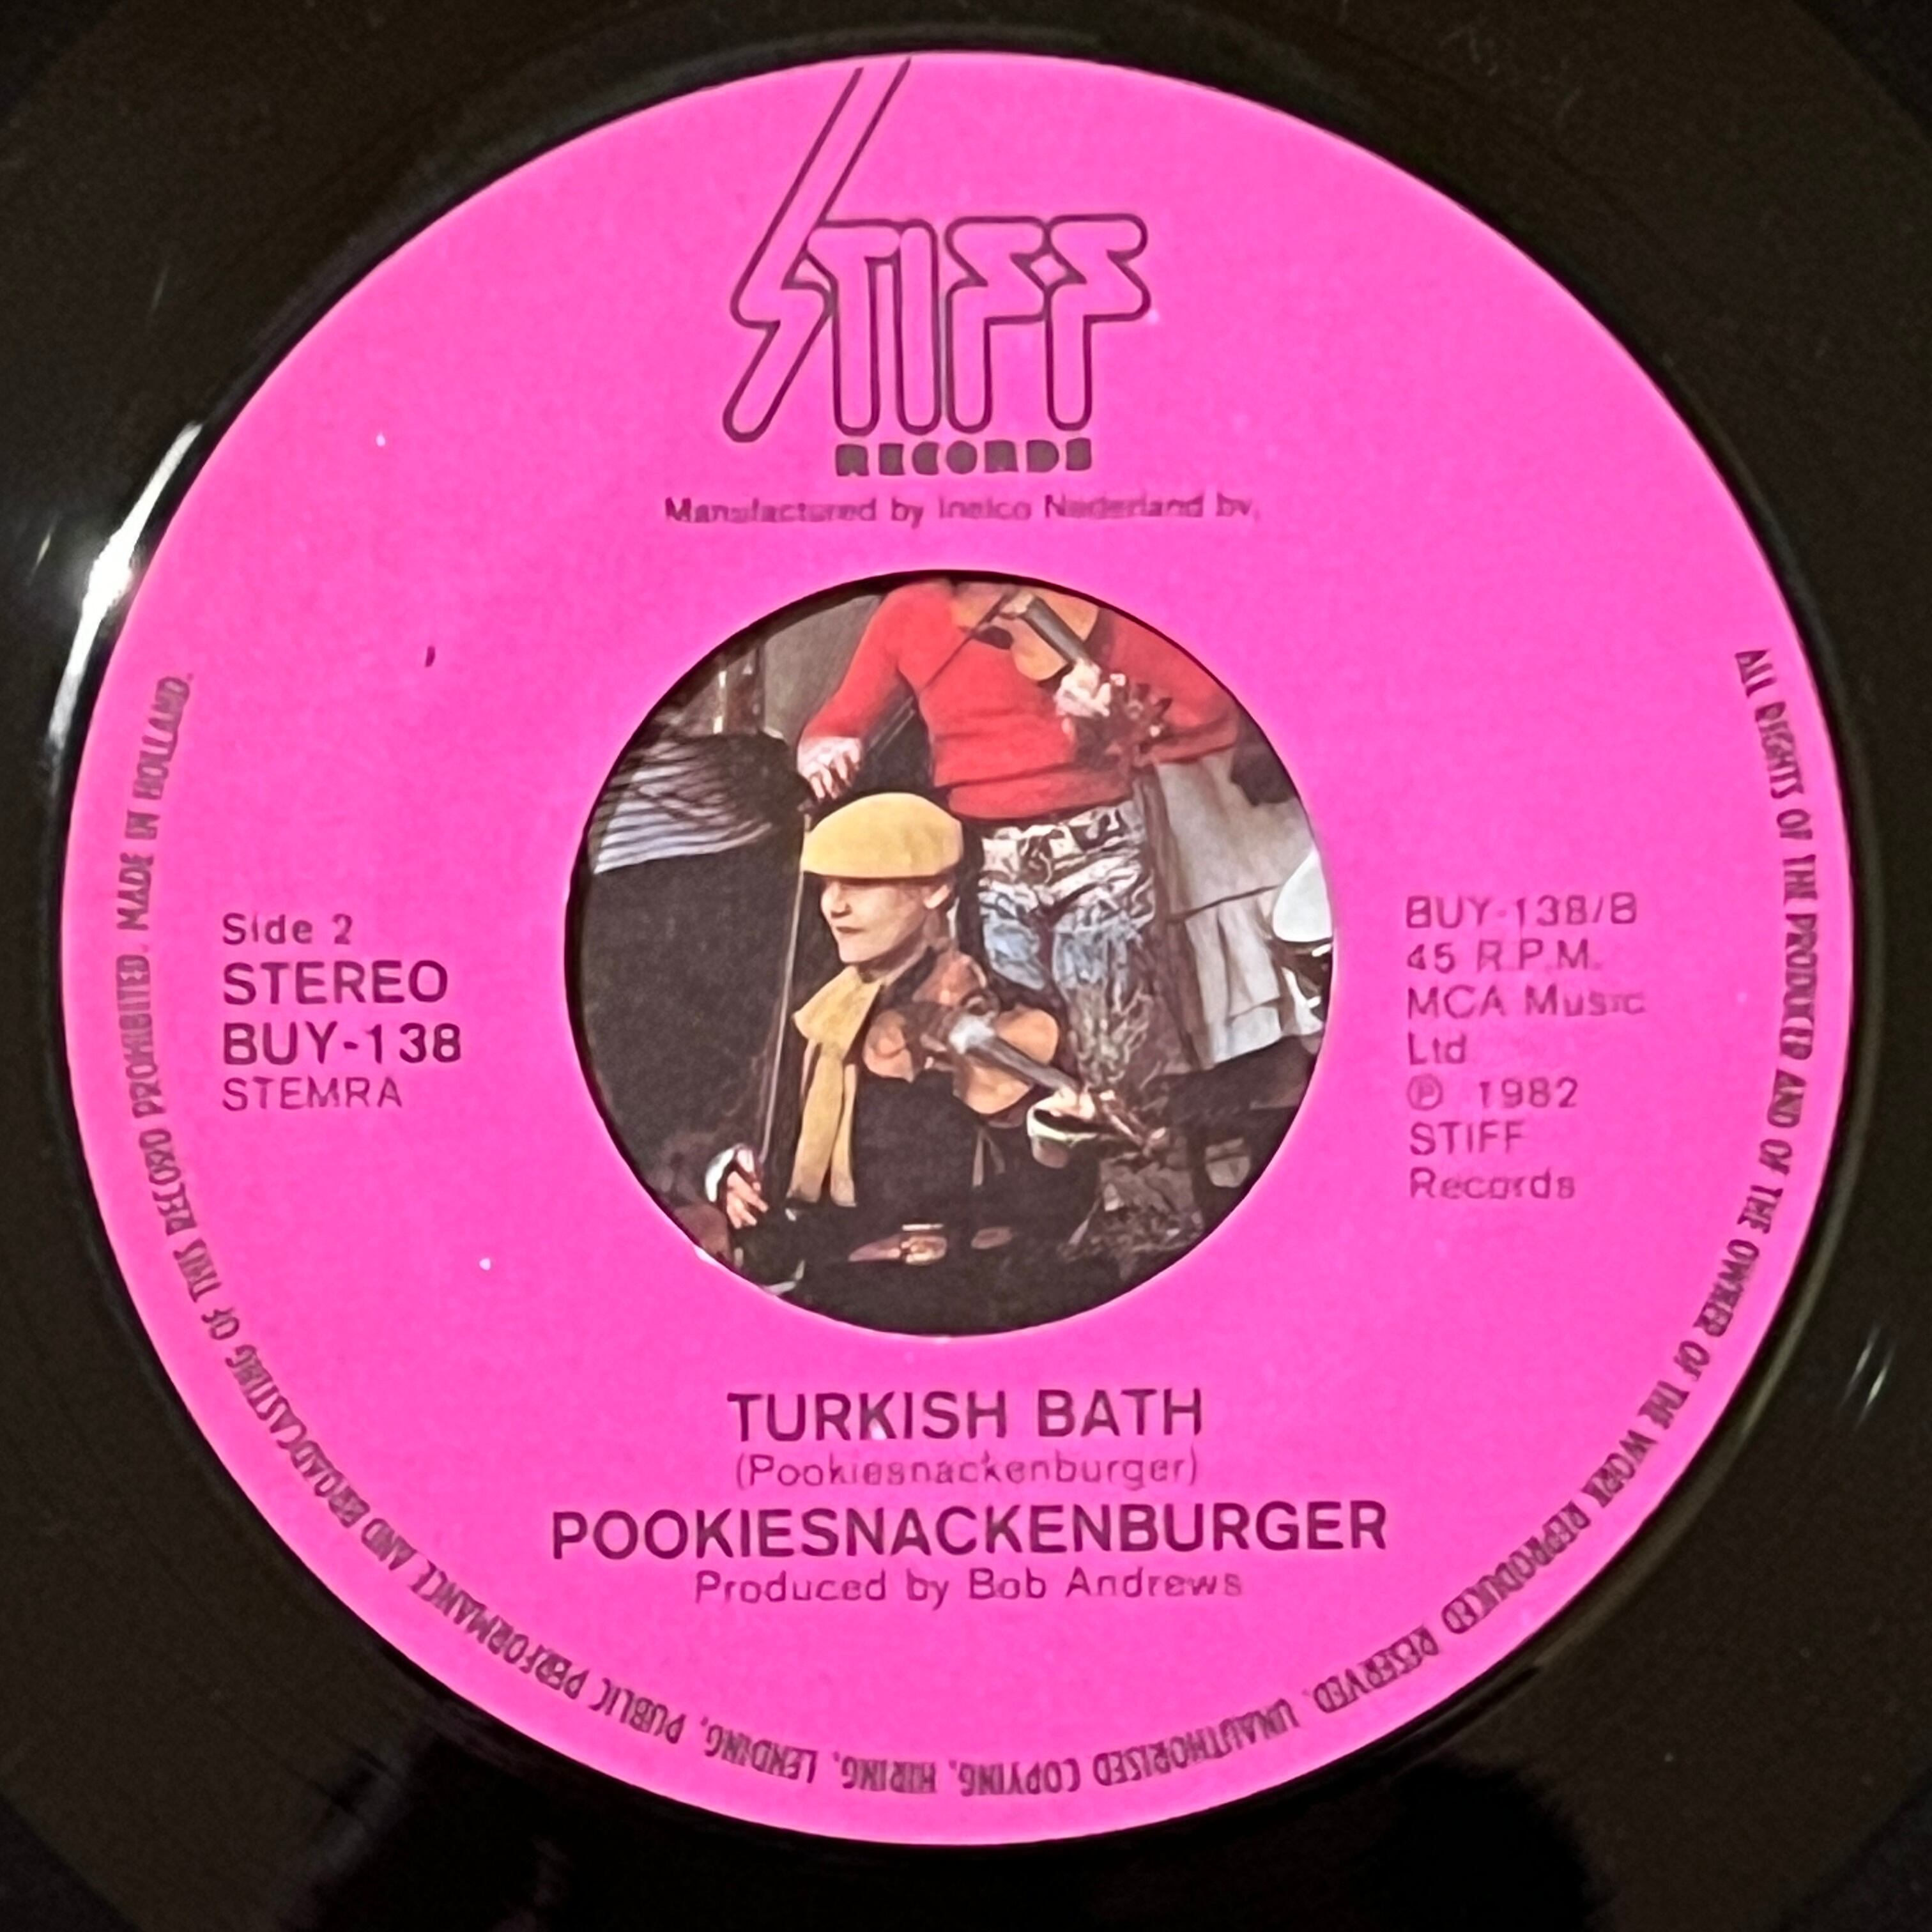 STIFF
RECORDS
Manufactured by Inelco Nederland bv.
Side 2
STEREO
BUY-138
STEMRA
BUY-138/B
45 R.P.M.
MCA Music
Ltd
℗ 1982
STIFF
Records
TURKISH BATH
(Pookiesnackenburger)
POOKIESNACKENBURGER
Produced by Bob Andrews
ALL RIGHTS OF THE PRODUCER AND OF THE OWNER OF THE WORK REPRODUCED RESERVED. UNAUTHORISED COPYING, HIRING, LENDING, PUBLIC PERFORMANCE AND BROADCASTING OF THIS RECORD PROHIBITED. MADE IN HOLLAND.